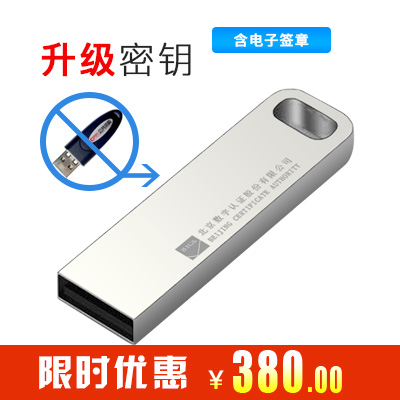 含电子签章
升级密钥
北京数字认证股份有限公司
BEIJING CERTIFICATE AUTHORITY
限时优惠 ¥380.00